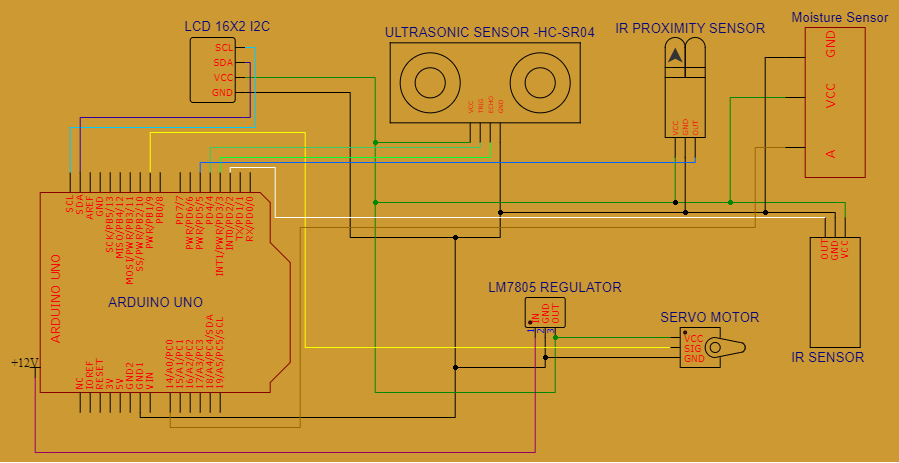 LCD 16X2 I2C
SCL
SDA
VCC
GND
ULTRASONIC SENSOR -HC-SR04
VCC
TRIG
ECHO
GND
IR PROXIMITY SENSOR
VCC
GND
OUT
Moisture Sensor
GND
VCC
A
SCL
SDA
AREF
GND
SCK/PB5/13
MISO/PB4/12
MOSI/PWR/PB3/11
SS/PWR/PB2/10
PWR/PB1/9
PB0/8
PD7/7
PWR/PD6/6
PWR/PD5/5
PD4/4
INT1/PWR/PD3/3
INT0/PD2/2
TX/PD1/1
RX/PD0/0
ARDUINO UNO
ARDUINO UNO
+12V
NC
IOREF
RESET
3V
5V
GND2
GND1
VIN
14/A0/PC0
15/A1/PC1
16/A2/PC2
17/A3/PC3
18/A4/PC4/SDA
19/A5/PC5/SCL
LM7805 REGULATOR
IN
GND
OUT
1
2
3
SERVO MOTOR
VCC
SIG
GND
OUT
GND
VCC
IR SENSOR